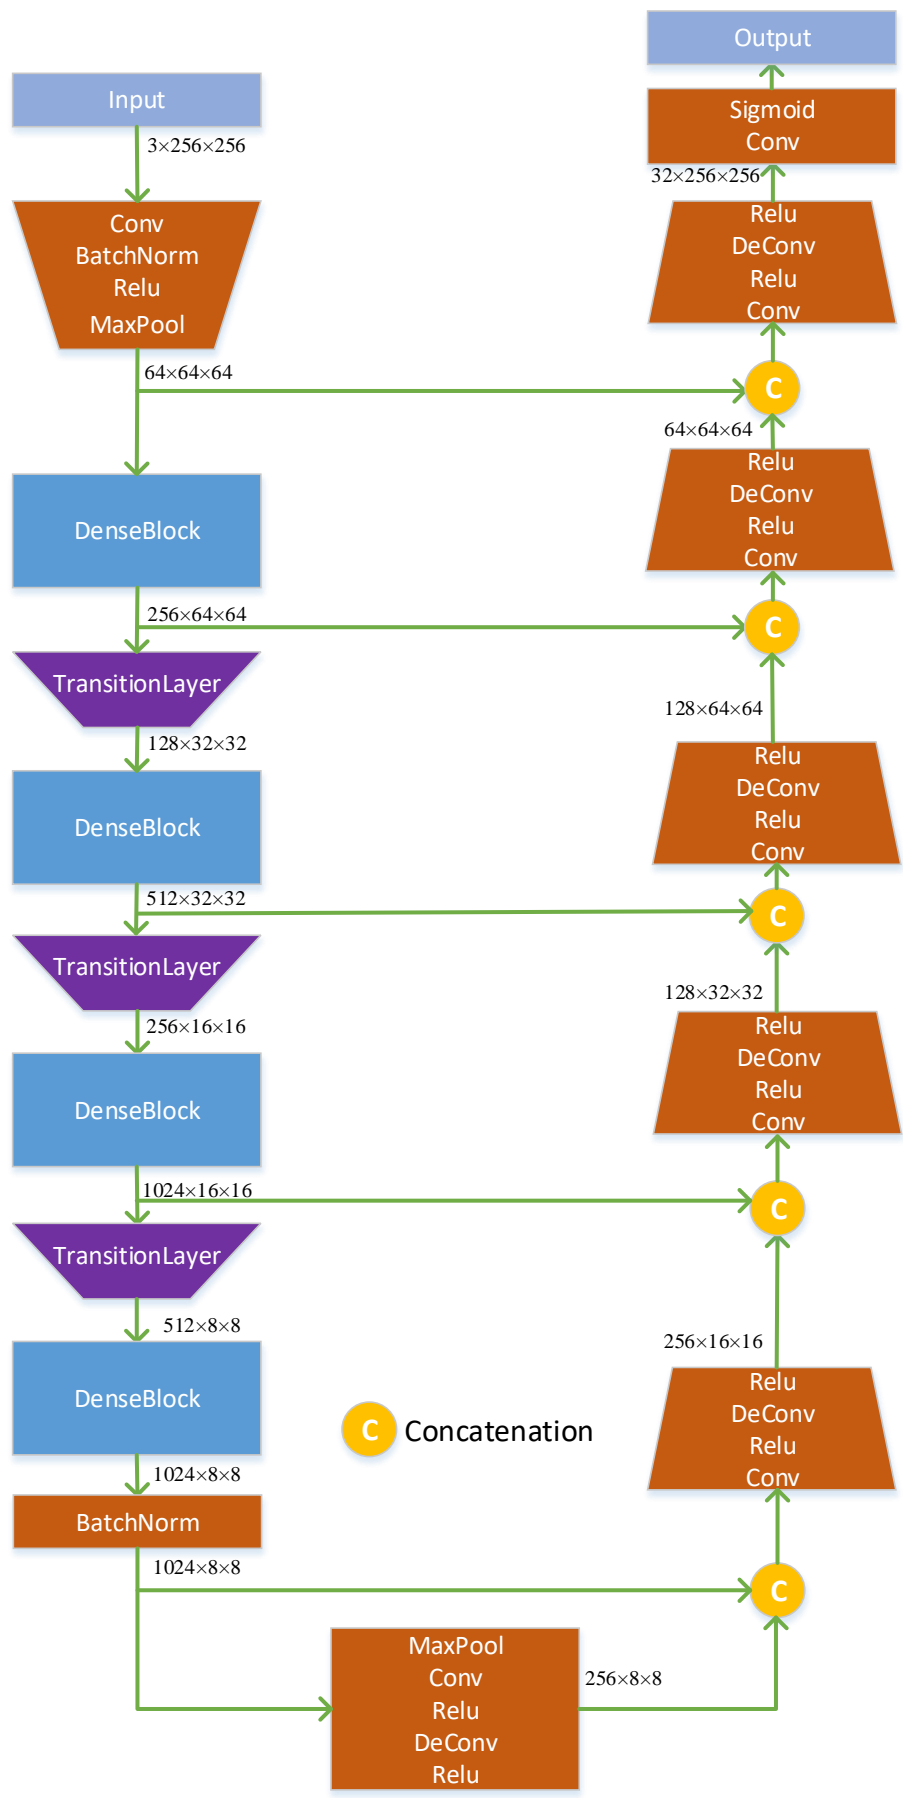 Input
3×256×256
Conv
BatchNorm
Relu
MaxPool
64×64×64
DenseBlock
256×64×64
TransitionLayer
128×32×32
DenseBlock
512×32×32
TransitionLayer
256×16×16
DenseBlock
1024×16×16
TransitionLayer
512×8×8
DenseBlock
1024×8×8
BatchNorm
1024×8×8
MaxPool
Conv
Relu
DeConv
Relu
256×8×8
C Concatenation
Output
Sigmoid
Conv
32×256×256
Relu
DeConv
Relu
Conv
C
64×64×64
Relu
DeConv
Relu
Conv
C
128×64×64
Relu
DeConv
Relu
Conv
C
128×32×32
Relu
DeConv
Relu
Conv
C
256×16×16
Relu
DeConv
Relu
Conv
C